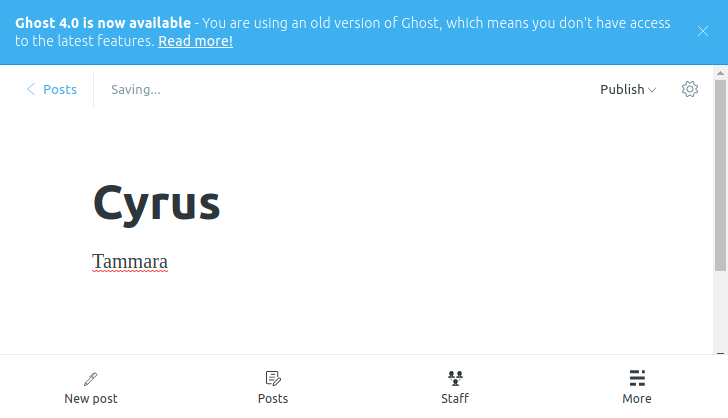 Ghost 4.0 is now available - You are using an old version of Ghost, which means you don't have access
to the latest features. Read more!
Posts
Saving...
Publish
Cyrus
Tammara
New post
Posts
Staff
More